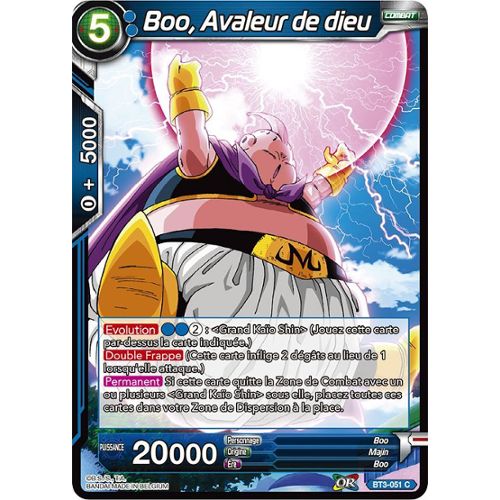 5
Boo, Avaleur de dieu
COMBAT
0 + 5000
Evolution 2 : <Grand Kaïo Shin> (Jouez cette carte
par-dessus la carte indiquée.)
Double Frappe (Cette carte inflige 2 dégâts au lieu de 1
lorsqu'elle attaque.)
Permanent Si cette carte quitte la Zone de Combat avec un
ou plusieurs <Grand Kaïo Shin> sous elle, placez toutes ces
cartes dans votre Zone de Dispersion à la place.
PUISSANCE 20000
Personnage Boo
Origine Majin
Ère Boo
©B.S./S., T.A.
BANDAI MADE IN BELGIUM
BT3-051 C